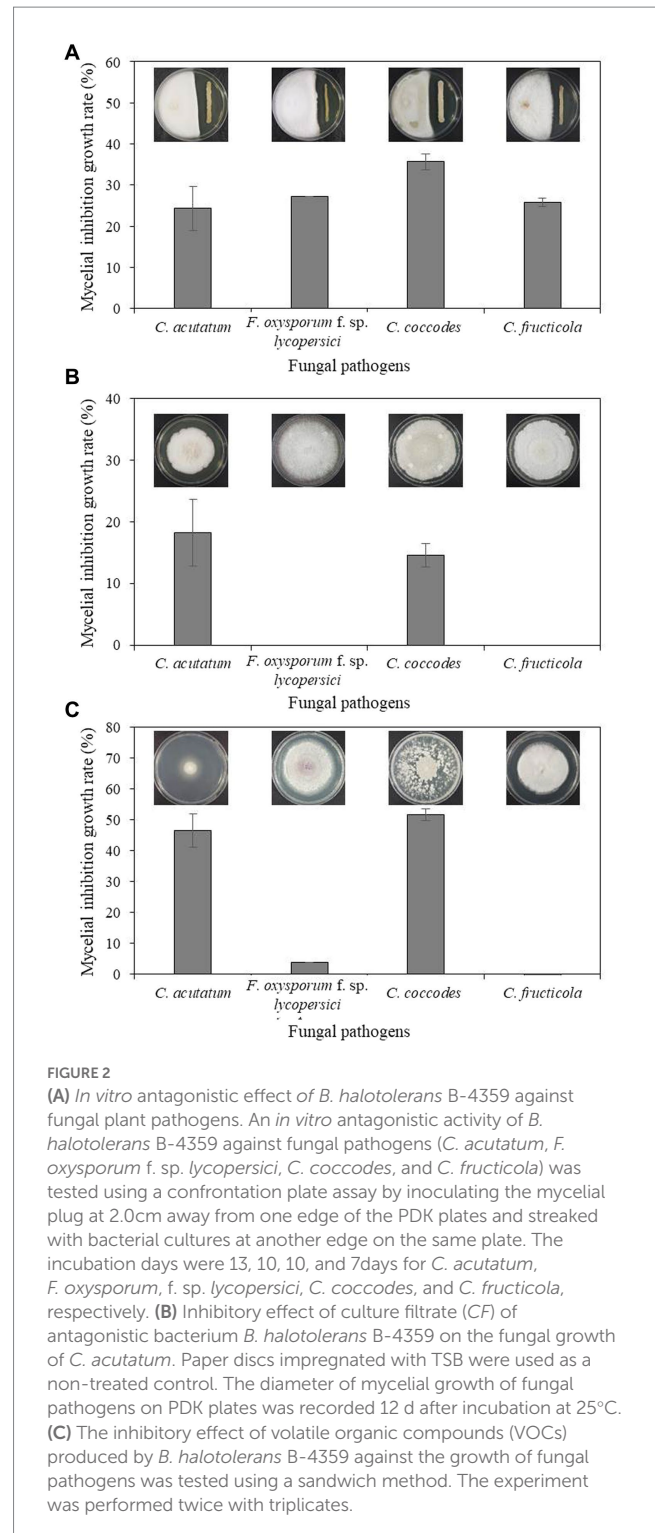 A
Mycelial inhibition growth rate (%)
60
50
40
30
20
10
0
C. acutatum
F. oxysporum f. sp.
lycopersici
C. coccodes
C. fructicola
Fungal pathogens
B
Mycelial inhibition growth rate (%)
40
30
20
10
0
C. acutatum
F. oxysporum f. sp.
lycopersici
C. coccodes
C. fructicola
Fungal pathogens
C
Mycelial inhibition growth rate (%)
80
70
60
50
40
30
20
10
0
C. acutatum
F. oxysporum f. sp.
lycopersici
C. coccodes
C. fructicola
Fungal pathogens
FIGURE 2
(A) In vitro antagonistic effect of B. halotolerans B-4359 against
fungal plant pathogens. An in vitro antagonistic activity of B.
halotolerans B-4359 against fungal pathogens (C. acutatum, F.
oxysporum f. sp. lycopersici, C. coccodes, and C. fructicola) was
tested using a confrontation plate assay by inoculating the mycelial
plug at 2.0cm away from one edge of the PDK plates and streaked
with bacterial cultures at another edge on the same plate. The
incubation days were 13, 10, 10, and 7days for C. acutatum,
F. oxysporum, f. sp. lycopersici, C. coccodes, and C. fructicola,
respectively. (B) Inhibitory effect of culture filtrate (CF) of
antagonistic bacterium B. halotolerans B-4359 on the fungal growth
of C. acutatum. Paper discs impregnated with TSB were used as a
non-treated control. The diameter of mycelial growth of fungal
pathogens on PDK plates was recorded 12 d after incubation at 25°C.
(C) The inhibitory effect of volatile organic compounds (VOCs)
produced by B. halotolerans B-4359 against the growth of fungal
pathogens was tested using a sandwich method. The experiment
was performed twice with triplicates.